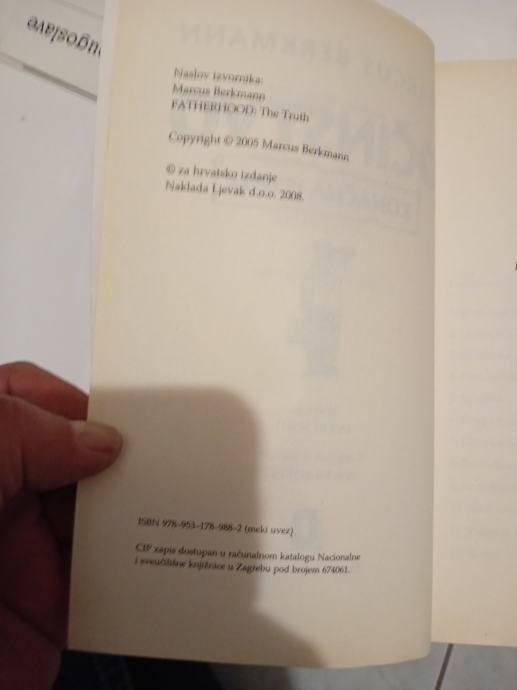 Jugoslave
Naslov izvornika:
Marcus Berkmann
FATHERHOOD: The Truth
Copyright © 2005 Marcus Berkmann
© za hrvatsko izdanje
Naklada Ljevak d.o.o. 2008.
ISBN 978-953-178-988-2 (meki uvez)
CIP zapis dostupan u računalnom katalogu Nacionalne
i sveučilišne knjižnice u Zagrebu pod brojem 674061.